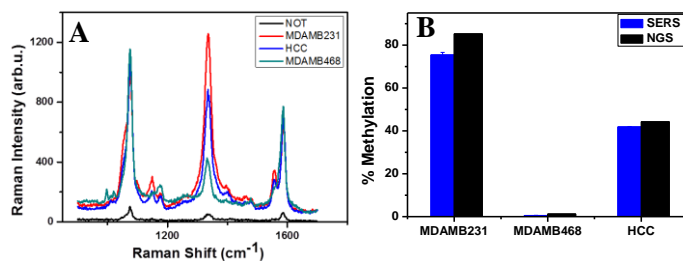 A
NOT
MDAMB231
HCC
MDAMB468
1200
800
400
0
Raman Intensity (arb.u.)
1200
1600
Raman Shift (cm⁻¹)
B
SERS
NGS
80
60
40
20
0
% Methylation
MDAMB231
MDAMB468
HCC